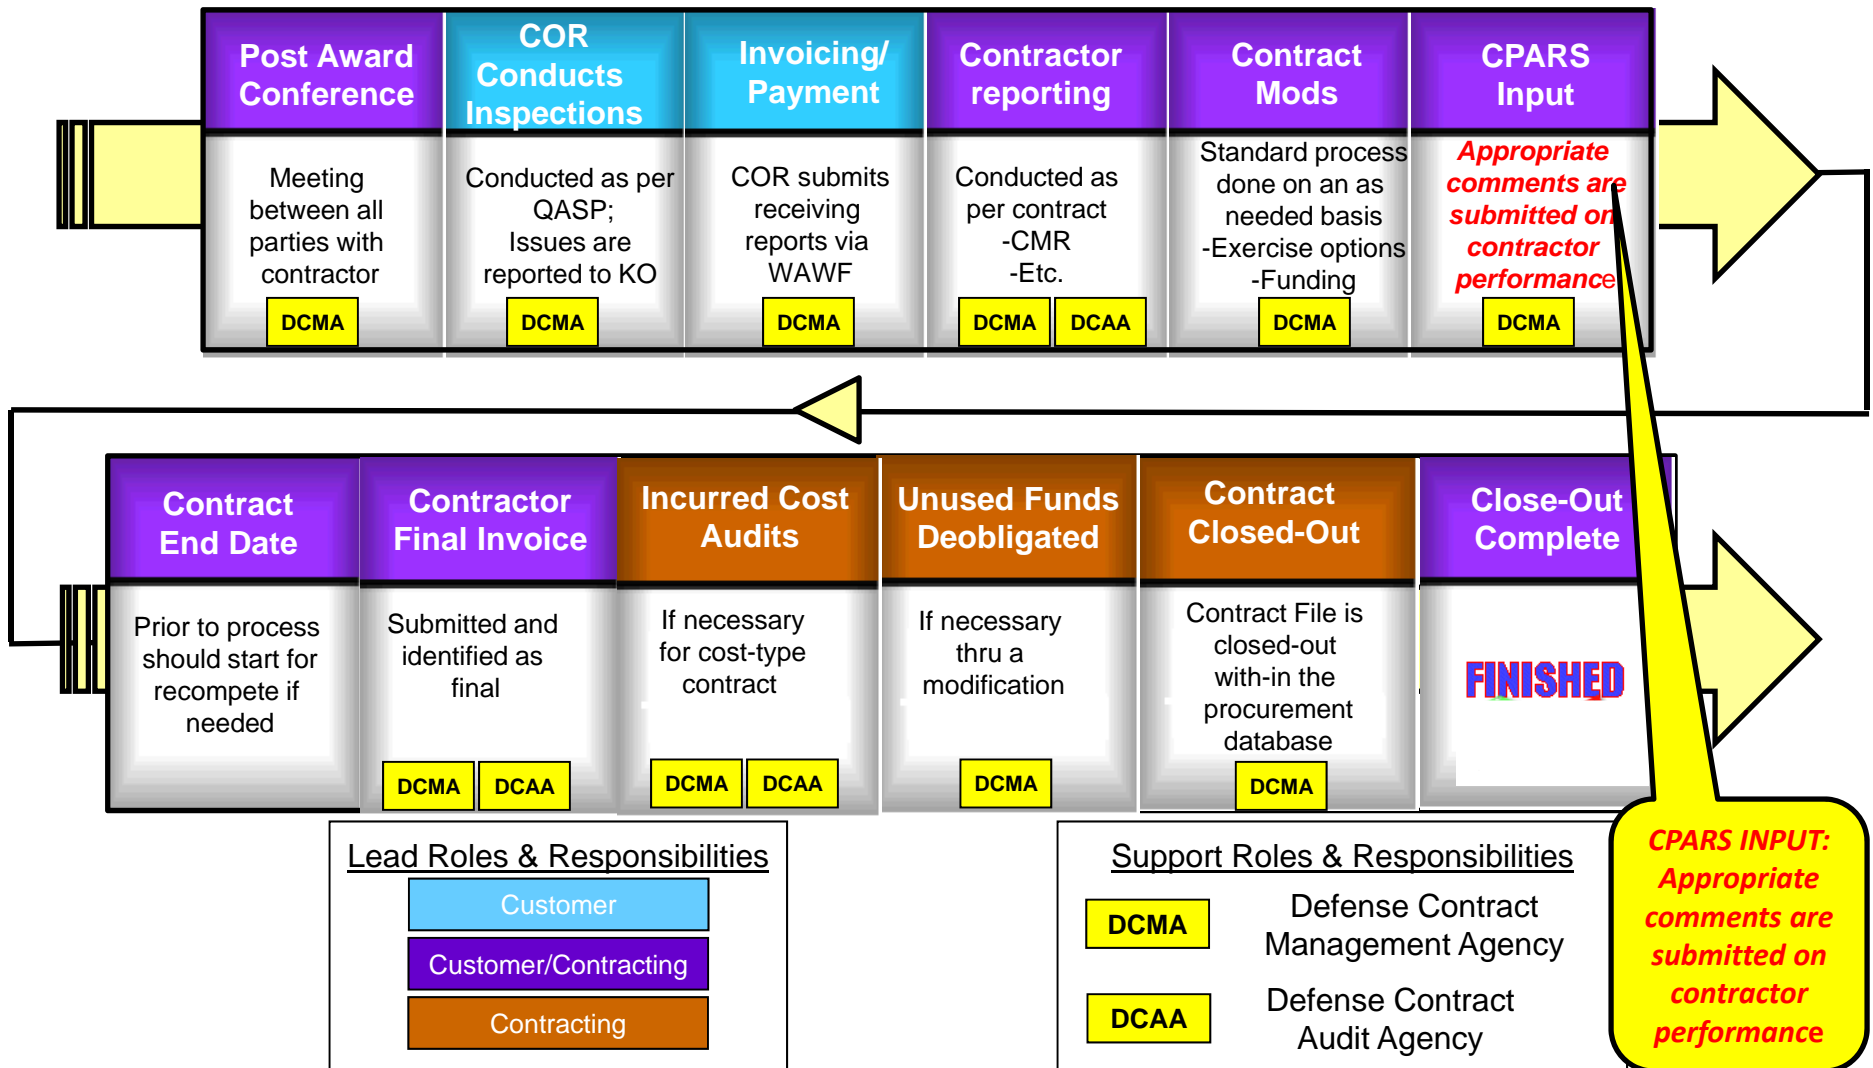 Post Award
Conference
COR
Conducts
Inspections
Invoicing/
Payment
Contractor
reporting
Contract
Mods
CPARS
Input
Meeting
between all
parties with
contractor
DCMA
Conducted as per
QASP;
Issues are
reported to KO
DCMA
COR submits
receiving
reports via
WAWF
DCMA
Conducted as
per contract
-CMR
-Etc.
DCMA DCAA
Standard process
done on an as
needed basis
-Exercise options
-Funding
DCMA
Appropriate
comments are
submitted on
contractor
performance
DCMA
Contract
End Date
Contractor
Final Invoice
Incurred Cost
Audits
Unused Funds
Deobligated
Contract
Closed-Out
Close-Out
Complete
Prior to process
should start for
recompete if
needed
Submitted and
identified as
final
DCMA DCAA
If necessary
for cost-type
contract
DCMA DCAA
If necessary
thru a
modification
DCMA
Contract File is
closed-out
with-in the
procurement
database
DCMA
FINISHED
Lead Roles & Responsibilities
Customer
Customer/Contracting
Contracting
Support Roles & Responsibilities
DCMA
Defense Contract
Management Agency
DCAA
Defense Contract
Audit Agency
CPARS INPUT:
Appropriate
comments are
submitted on
contractor
performance